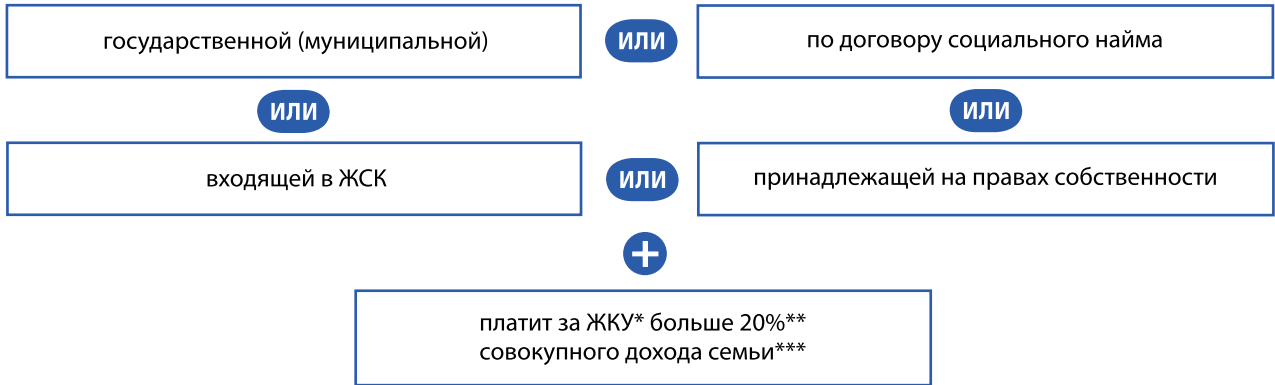 государственной (муниципальной)
ИЛИ
по договору социального найма
ИЛИ
ИЛИ
входящей в ЖСК
ИЛИ
принадлежащей на правах собственности
+
платит за ЖКУ* больше 20%**
совокупного дохода семьи***